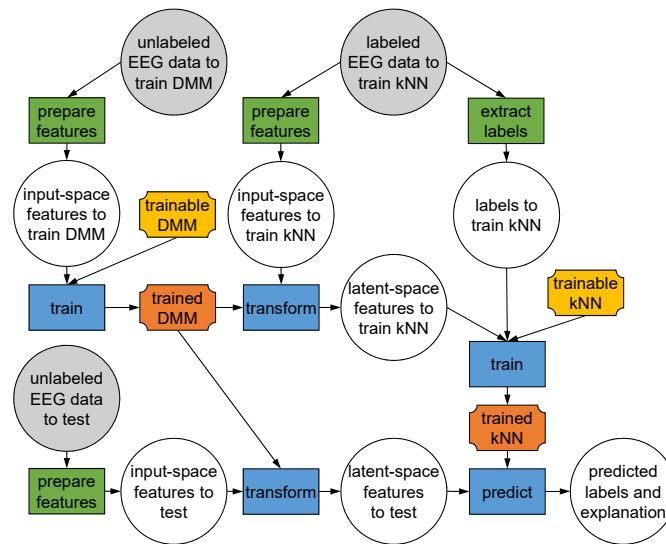 unlabeled
EEG data to
train DMM
labeled
EEG data to
train kNN
prepare
features
prepare
features
extract
labels
input-space
features to
train DMM
trainable
DMM
input-space
features to
train kNN
labels to
train kNN
train
trained
DMM
transform
latent-space
features to
train kNN
trainable
kNN
train
unlabeled
EEG data
to test
trained
kNN
prepare
features
input-space
features to
test
transform
latent-space
features
to test
predict
predicted
labels and
explanation